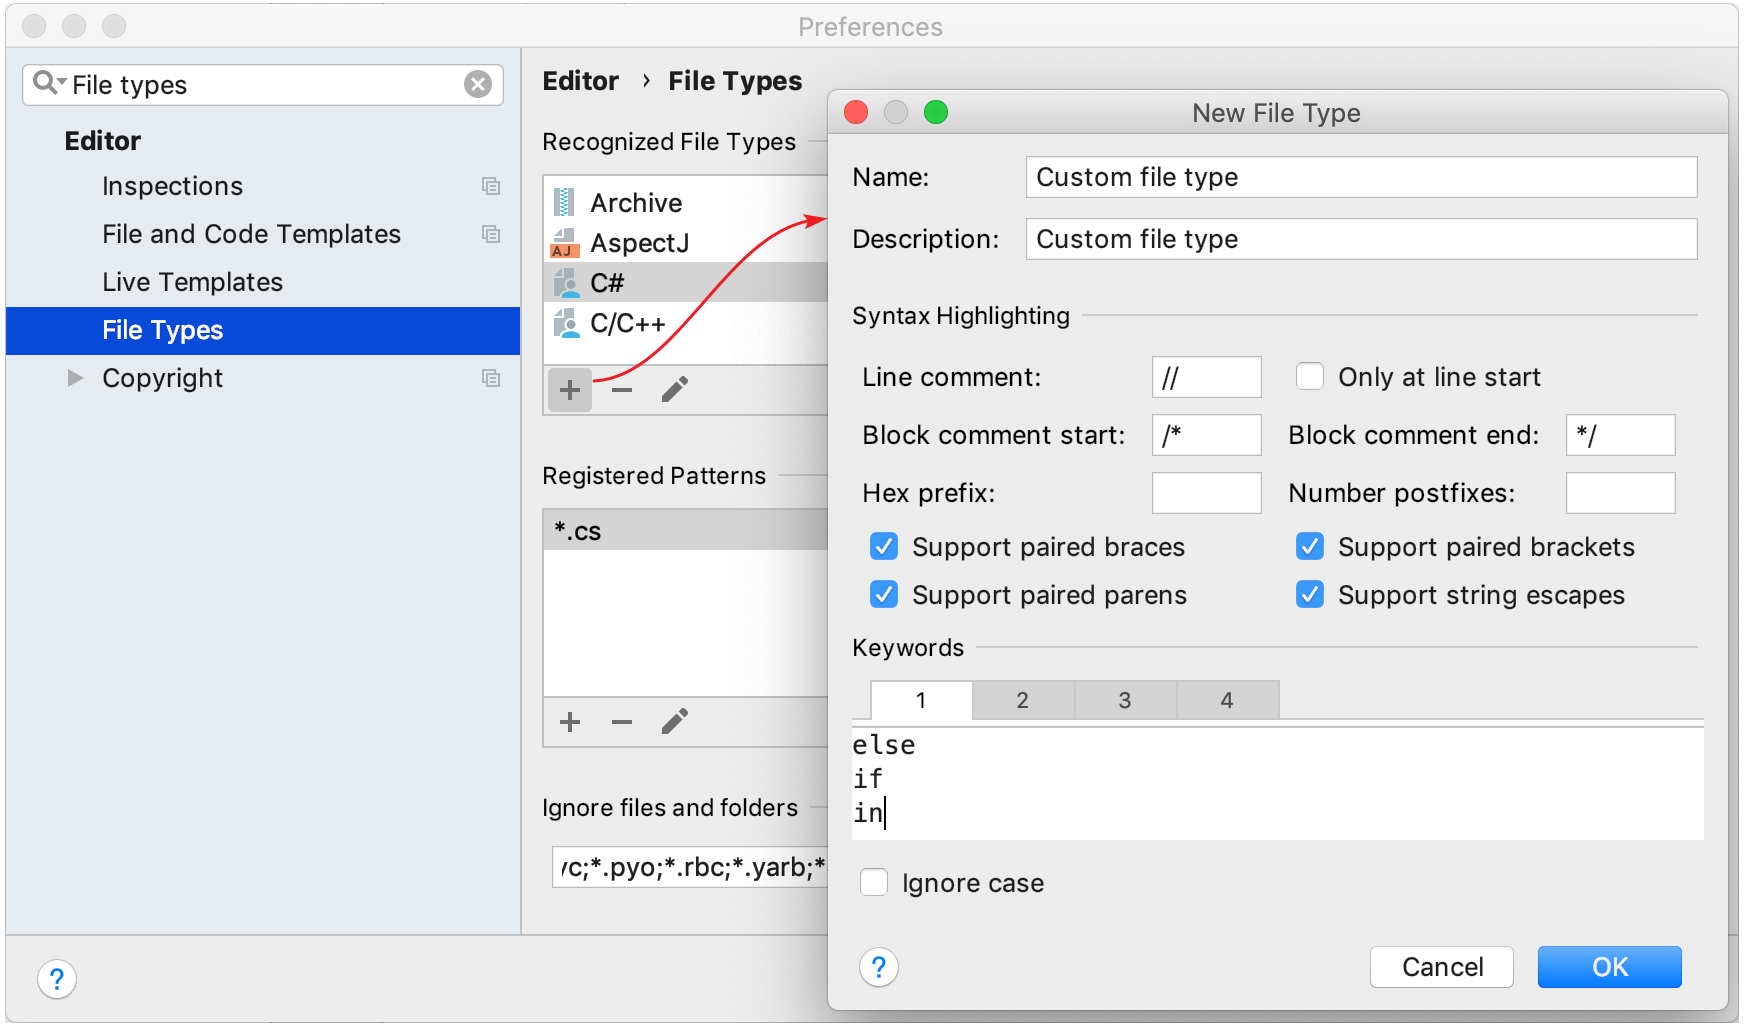 Preferences
File types
Editor
Inspections
File and Code Templates
Live Templates
File Types
Copyright
?
Editor › File Types
Recognized File Types
Archive
AJ AspectJ
C#
C/C++
Registered Patterns
*.cs
Ignore files and folders
c;*.pyo;*.rbc;*.yarb;*
New File Type
Name: Custom file type
Description: Custom file type
Syntax Highlighting
Line comment: // Only at line start
Block comment start: /* Block comment end: */
Hex prefix: Number postfixes:
Support paired braces Support paired brackets
Support paired parens Support string escapes
Keywords
1 2 3 4
else
if
in
Ignore case
? Cancel OK